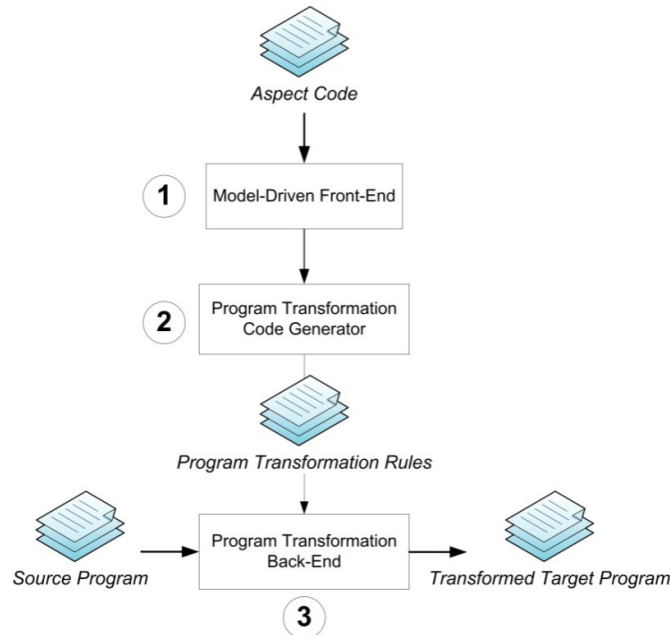 Aspect Code
1
Model-Driven Front-End
2
Program Transformation
Code Generator
Program Transformation Rules
Source Program
Program Transformation
Back-End
Transformed Target Program
3